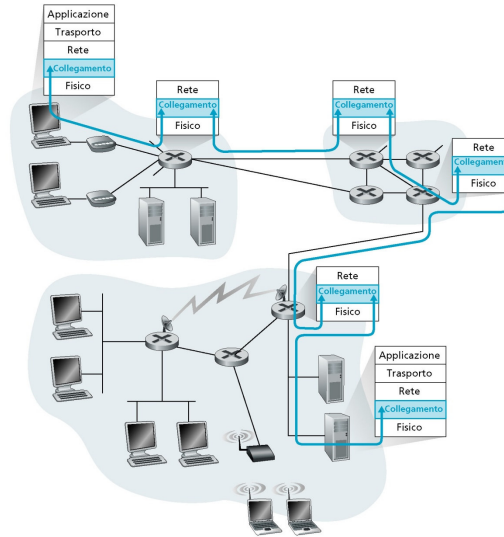 Applicazione
Trasporto
Rete
Collegamento
Fisico
Rete
Collegamento
Fisico
Rete
Collegamento
Fisico
Rete
Collegament
Fisico
Rete
Collegamento
Fisico
Applicazione
Trasporto
Rete
Collegamento
Fisico